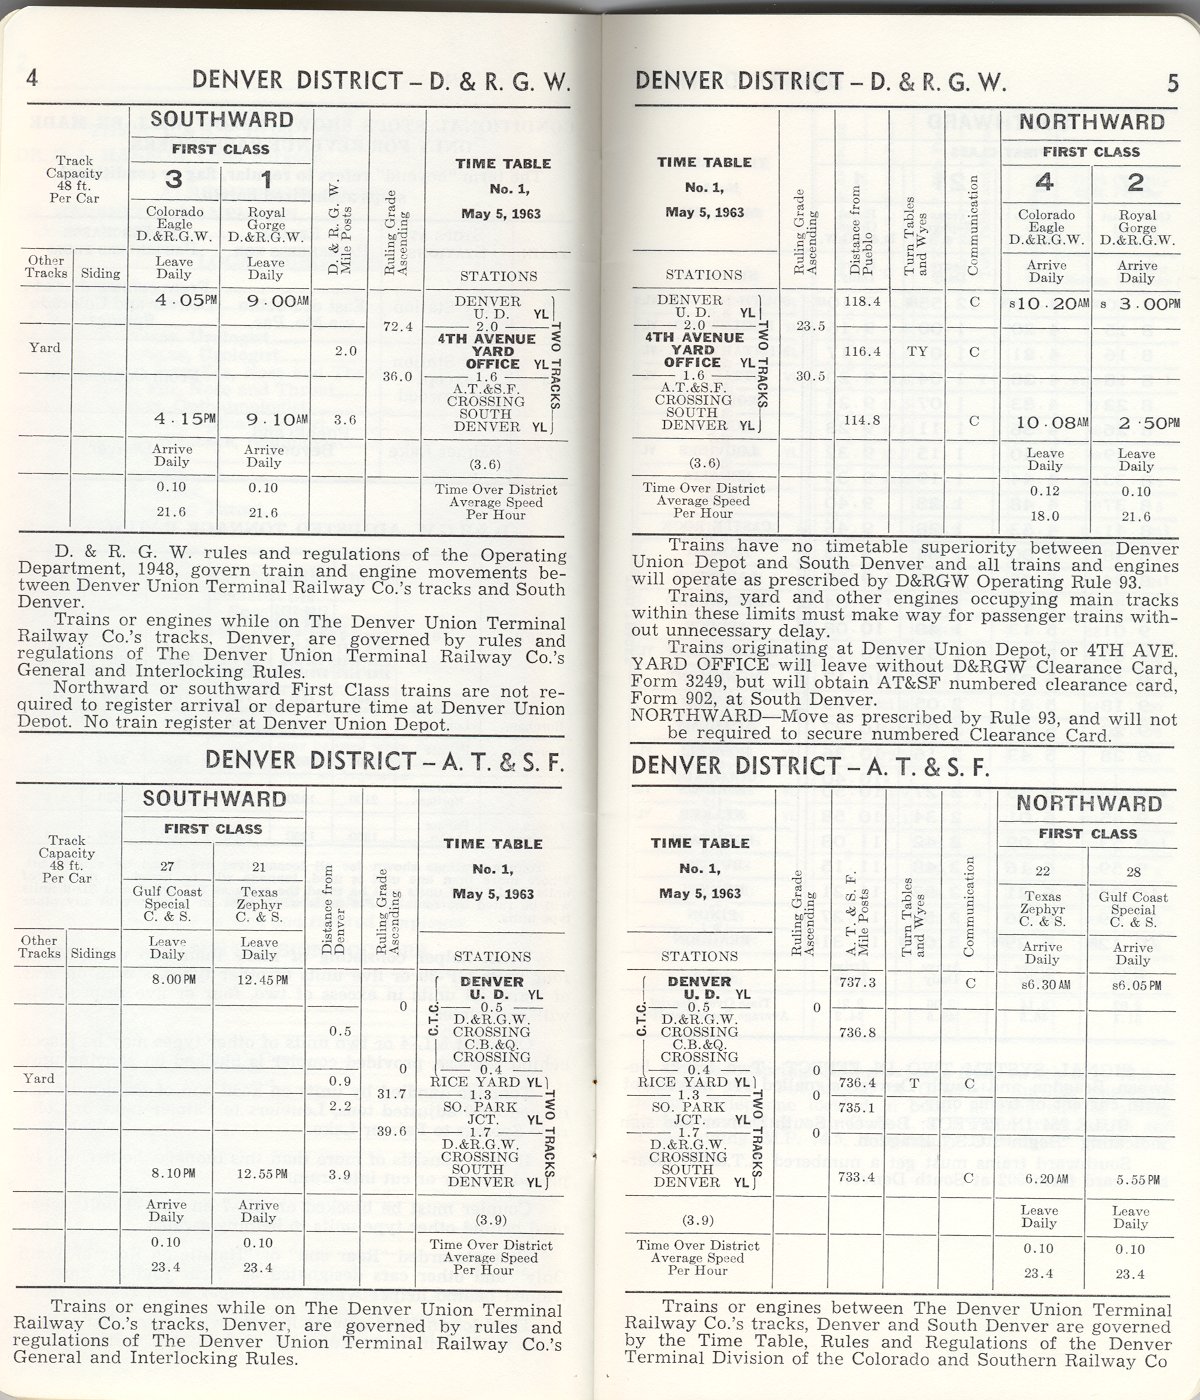 4
DENVER DISTRICT – D. & R. G. W.
SOUTHWARD
FIRST CLASS
Track
Capacity
48 ft.
Per Car
3 1
Colorado Eagle D.&R.G.W. Royal Gorge D.&R.G.W.
D. & R. G. W. Mile Posts
Ruling Grade Ascending
TIME TABLE
No. 1,
May 5, 1963
Other Tracks Siding Leave Daily Leave Daily STATIONS
4.05PM 9.00AM DENVER U. D. YL
72.4 2.0
Yard 2.0 4TH AVENUE YARD OFFICE YL
36.0 1.6
A.T.&S.F. CROSSING
4.15PM 9.10AM 3.6 SOUTH DENVER YL
TWO TRACKS
Arrive Daily Arrive Daily (3.6)
0.10 0.10 Time Over District
21.6 21.6 Average Speed Per Hour
D. & R. G. W. rules and regulations of the Operating
Department, 1948, govern train and engine movements be-
tween Denver Union Terminal Railway Co.'s tracks and South
Denver.
Trains or engines while on The Denver Union Terminal
Railway Co.'s tracks, Denver, are governed by rules and
regulations of The Denver Union Terminal Railway Co.'s
General and Interlocking Rules.
Northward or southward First Class trains are not re-
quired to register arrival or departure time at Denver Union
Depot. No train register at Denver Union Depot.
DENVER DISTRICT – A. T. & S. F.
SOUTHWARD
FIRST CLASS
Track
Capacity
48 ft.
Per Car
27 21
Gulf Coast Special C. & S. Texas Zephyr C. & S.
Distance from Denver
Ruling Grade Ascending
TIME TABLE
No. 1,
May 5, 1963
Other Tracks Sidings Leave Daily Leave Daily STATIONS
8.00PM 12.45PM DENVER U. D. YL
0 0.5
0.5 D.&R.G.W. CROSSING
C.B.&Q. CROSSING
C.T.C.
0 0.4
Yard 0.9 RICE YARD YL
31.7 1.3
2.2 SO. PARK JCT. YL
39.6 1.7
D.&R.G.W. CROSSING
8.10PM 12.55PM 3.9 SOUTH DENVER YL
TWO TRACKS
Arrive Daily Arrive Daily (3.9)
0.10 0.10 Time Over District
23.4 23.4 Average Speed Per Hour
Trains or engines while on The Denver Union Terminal
Railway Co.'s tracks, Denver, are governed by rules and
regulations of The Denver Union Terminal Railway Co.'s
General and Interlocking Rules.
DENVER DISTRICT – D. & R. G. W.
5
NORTHWARD
FIRST CLASS
TIME TABLE
No. 1,
May 5, 1963
Ruling Grade Ascending
Distance from Pueblo
Turn Tables and Wyes
Communication
4 2
Colorado Eagle D.&R.G.W. Royal Gorge D.&R.G.W.
STATIONS Arrive Daily Arrive Daily
DENVER U. D. YL 118.4 C s10.20AM s 3.00PM
2.0 23.5
4TH AVENUE YARD OFFICE YL 116.4 TY C
1.6 30.5
A.T.&S.F. CROSSING
SOUTH DENVER YL 114.8 C 10.08AM 2.50PM
TWO TRACKS
(3.6) Leave Daily Leave Daily
Time Over District 0.12 0.10
Average Speed Per Hour 18.0 21.6
Trains have no timetable superiority between Denver
Union Depot and South Denver and all trains and engines
will operate as prescribed by D&RGW Operating Rule 93.
Trains, yard and other engines occupying main tracks
within these limits must make way for passenger trains with-
out unnecessary delay.
Trains originating at Denver Union Depot, or 4TH AVE.
YARD OFFICE will leave without D&RGW Clearance Card,
Form 3249, but will obtain AT&SF numbered clearance card,
Form 902, at South Denver.
NORTHWARD—Move as prescribed by Rule 93, and will not
be required to secure numbered Clearance Card.
DENVER DISTRICT – A. T. & S. F.
NORTHWARD
FIRST CLASS
TIME TABLE
No. 1,
May 5, 1963
Ruling Grade Ascending
A. T. & S. F. Mile Posts
Turn Tables and Wyes
Communication
22 28
Texas Zephyr C. & S. Gulf Coast Special C. & S.
STATIONS Arrive Daily Arrive Daily
DENVER U. D. YL 737.3 C s6.30AM s6.05PM
0.5 0
D.&R.G.W. CROSSING 736.8
C.B.&Q. CROSSING
C.T.C.
0.4 0
RICE YARD YL 736.4 T C
1.3 0
SO. PARK JCT. YL 735.1
1.7 0
D.&R.G.W. CROSSING
SOUTH DENVER YL 733.4 C 6.20AM 5.55PM
TWO TRACKS
(3.9) Leave Daily Leave Daily
Time Over District 0.10 0.10
Average Speed Per Hour 23.4 23.4
Trains or engines between The Denver Union Terminal
Railway Co.'s tracks, Denver and South Denver are governed
by the Time Table, Rules and Regulations of the Denver
Terminal Division of the Colorado and Southern Railway Co